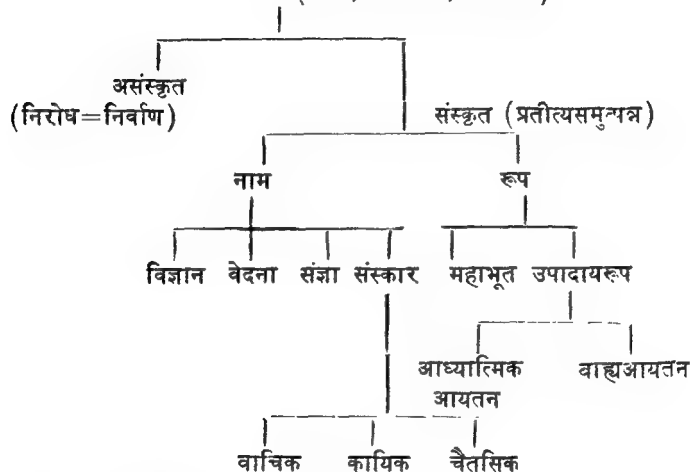 असंस्कृत
(निरोध=निर्वाण)
संस्कृत (प्रतीत्यसमुत्पन्न)
नाम रूप
विज्ञान वेदना संज्ञा संस्कार महाभूत उपादायरूप
आध्यात्मिक वाह्यआयतन
आयतन
वाचिक कायिक चैतसिक